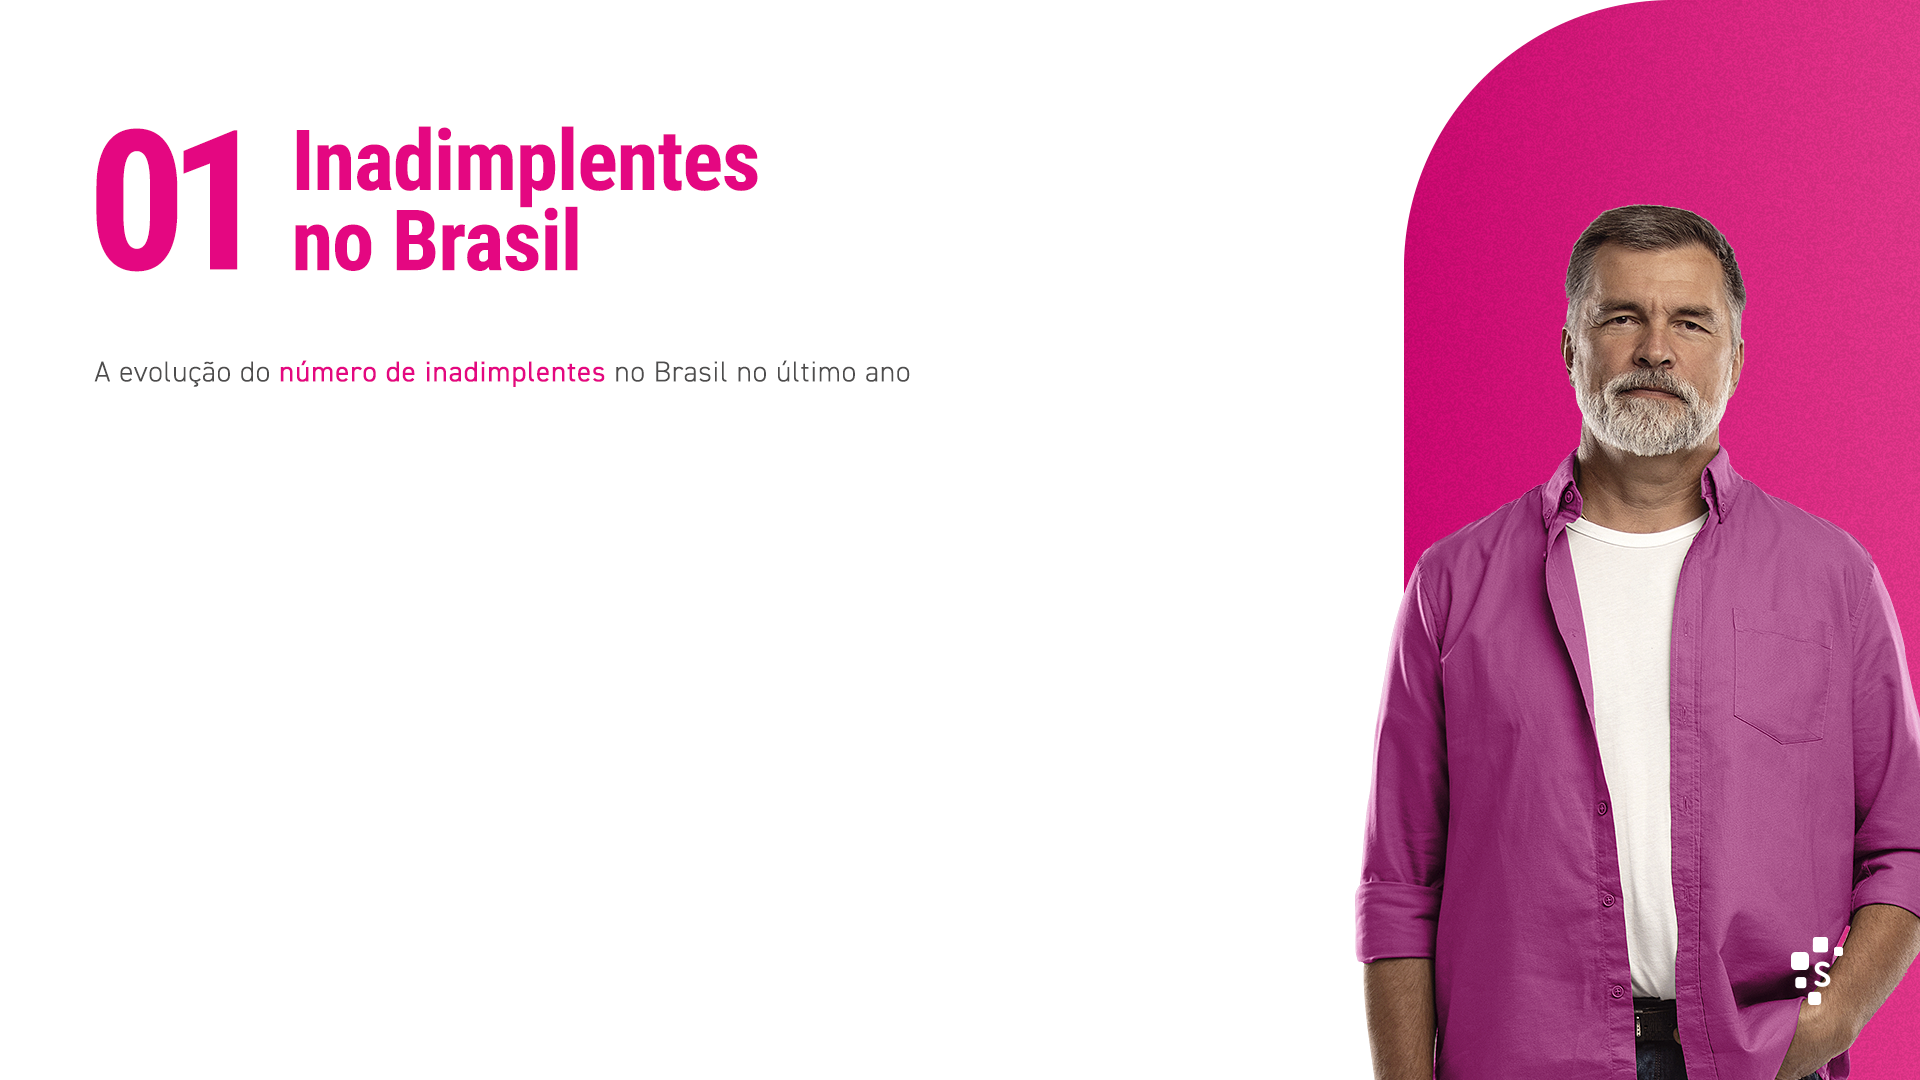 01
Inadimplentes
no Brasil
A evolução do número de inadimplentes no Brasil no último ano
S